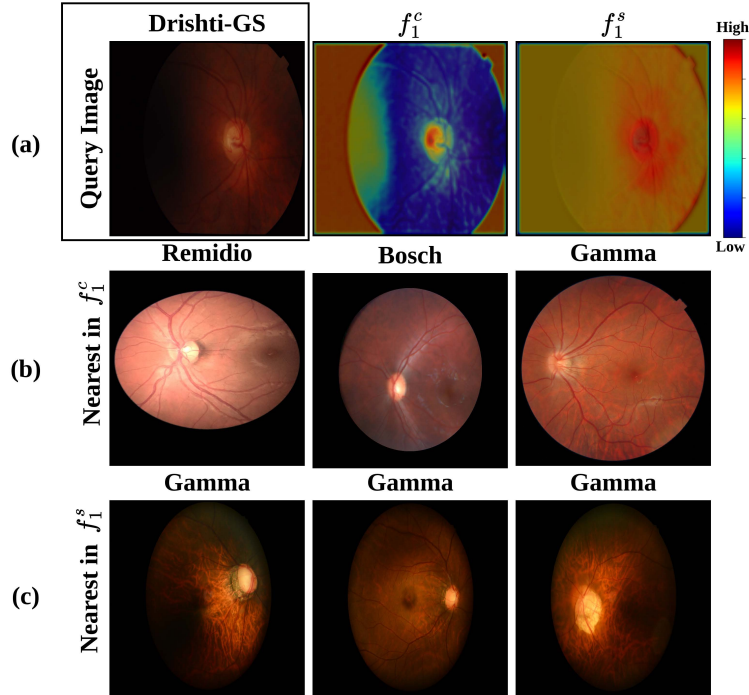 Drishti-GS
f₁ᶜ
f₁ˢ
High
(a)
Query Image
Low
Remidio
Bosch
Gamma
(b)
Nearest in f₁ᶜ
Gamma
Gamma
Gamma
(c)
Nearest in f₁ˢ